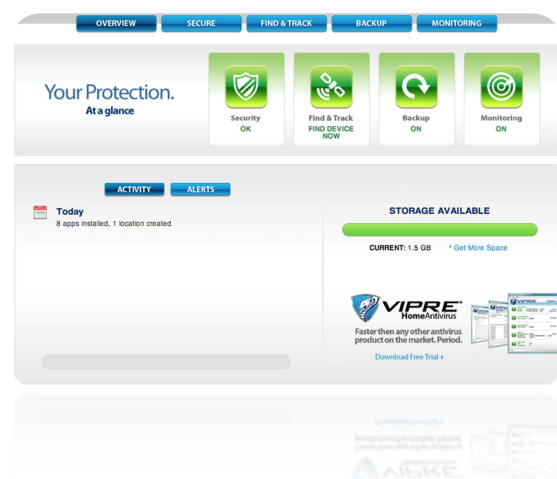 OVERVIEW SECURE FIND & TRACK BACKUP MONITORING
Your Protection.
At a glance
Security
OK
Find & Track
FIND DEVICE
NOW
Backup
ON
Monitoring
ON
ACTIVITY ALERTS
Today
8 apps installed, 1 location created
STORAGE AVAILABLE
CURRENT: 1.5 GB Get More Space
VIPRE
HomeAntivirus
Faster then any other antivirus
product on the market. Period.
Download Free Trial